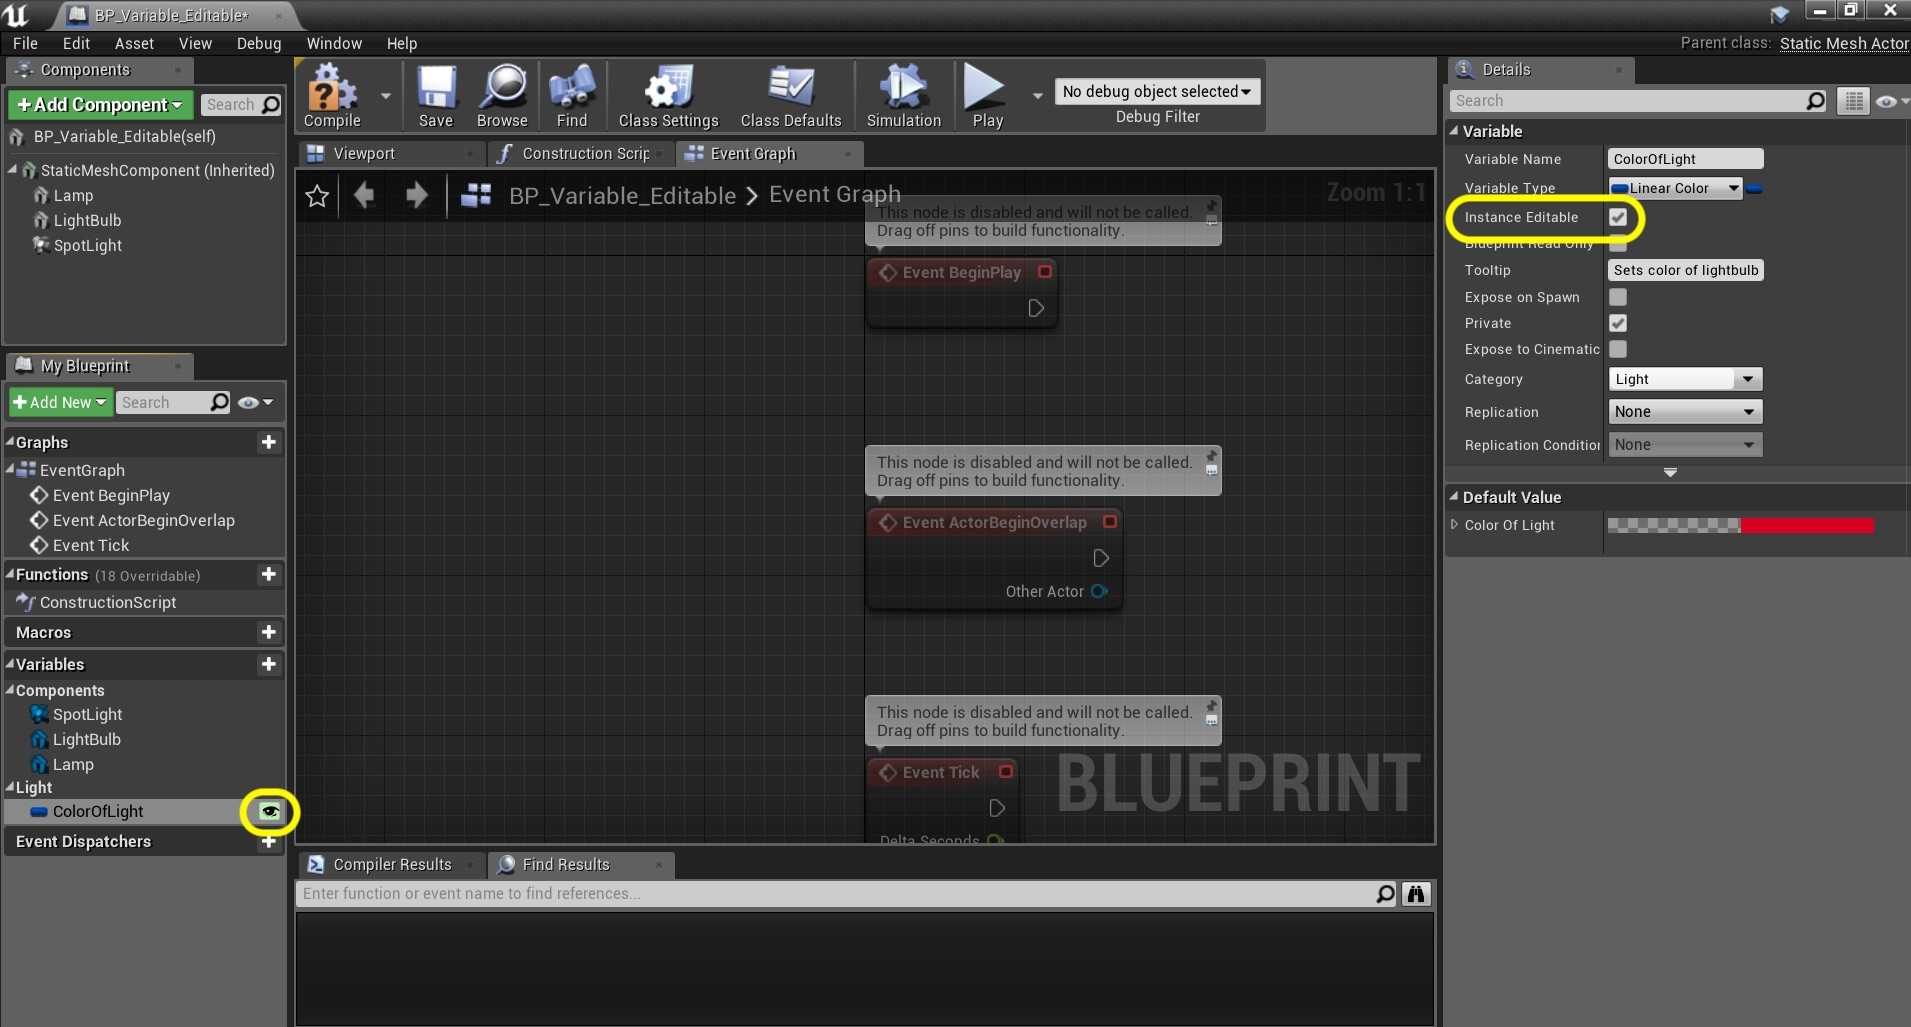 BP_Variable_Editable*
File Edit Asset View Debug Window Help
Parent class: Static Mesh Actor
Components
+Add Component
Search
BP_Variable_Editable(self)
StaticMeshComponent (Inherited)
Lamp
LightBulb
SpotLight
My Blueprint
+Add New
Search
Graphs
EventGraph
Event BeginPlay
Event ActorBeginOverlap
Event Tick
Functions (18 Overridable)
ConstructionScript
Macros
Variables
Components
SpotLight
LightBulb
Lamp
Light
ColorOfLight
Event Dispatchers
Compile Save Browse Find Class Settings Class Defaults Simulation Play
No debug object selected
Debug Filter
Viewport
Construction Scrip
Event Graph
BP_Variable_Editable > Event Graph
Zoom 1:1
This node is disabled and will not be called.
Drag off pins to build functionality.
Event BeginPlay
This node is disabled and will not be called.
Drag off pins to build functionality.
Event ActorBeginOverlap
Other Actor
This node is disabled and will not be called.
Drag off pins to build functionality.
Event Tick
Delta Seconds
BLUEPRINT
Compiler Results
Find Results
Enter function or event name to find references...
Details
Search
Variable
Variable Name ColorOfLight
Variable Type Linear Color
Instance Editable
Blueprint Read Only
Tooltip Sets color of lightbulb
Expose on Spawn
Private
Expose to Cinematic
Category Light
Replication None
Replication Condition None
Default Value
Color Of Light